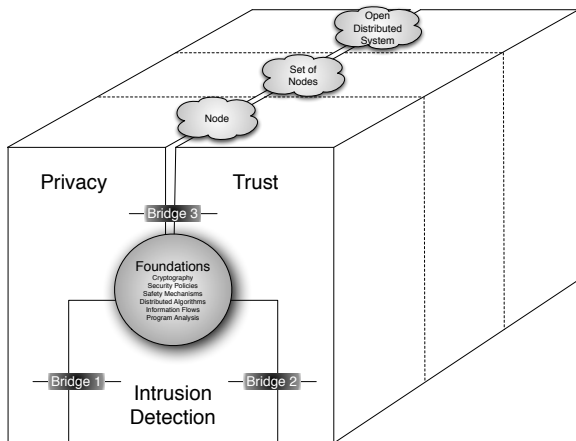 Open
Distributed
System
Set of
Nodes
Node
Privacy
Trust
Bridge 3
Foundations
Cryptography
Security Policies
Safety Mechanisms
Distributed Algorithms
Information Flows
Program Analysis
Bridge 1
Bridge 2
Intrusion
Detection